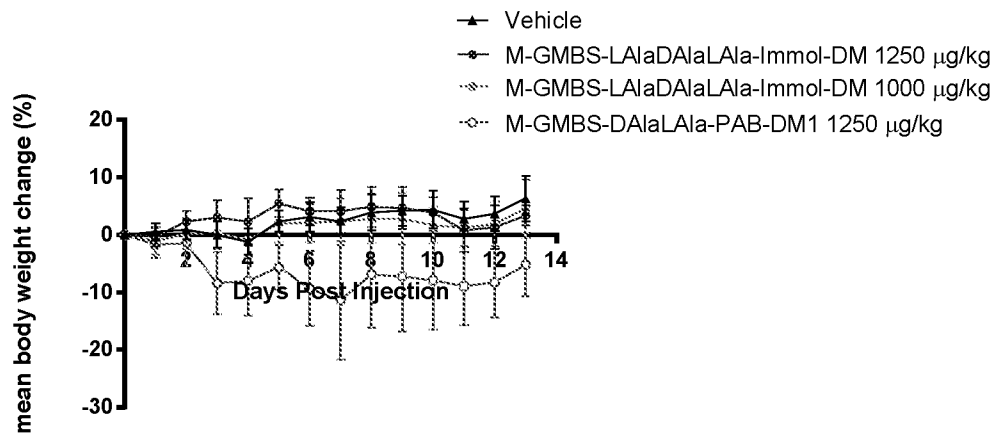 Vehicle
M-GMBS-LAlaDAlaLAla-Immol-DM 1250 µg/kg
M-GMBS-LAlaDAlaLAla-Immol-DM 1000 µg/kg
M-GMBS-DAlaLAla-PAB-DM1 1250 µg/kg
mean body weight change (%)
20
10
0
-10
-20
-30
2 4 6 8 10 12 14
Days Post Injection